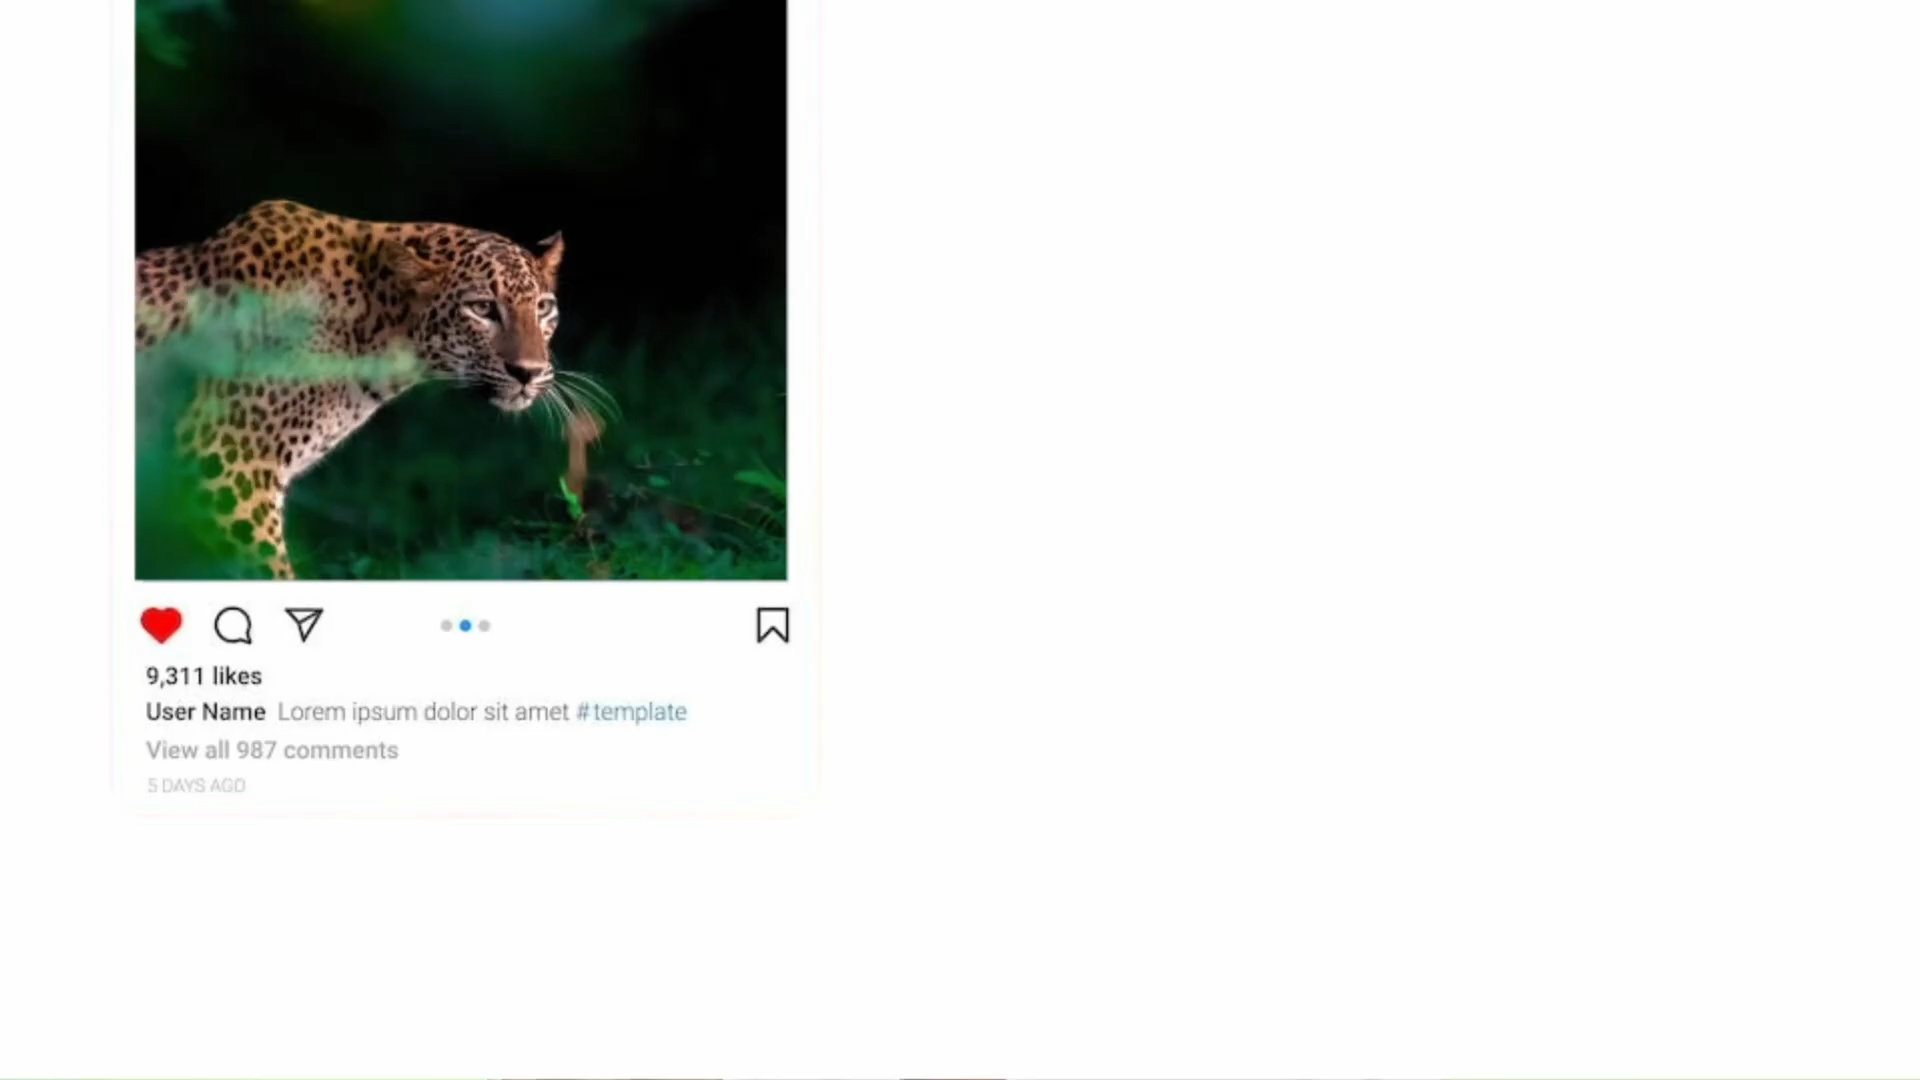 9,311 likes
User Name Lorem ipsum dolor sit amet #template
View all 987 comments
5 DAYS AGO